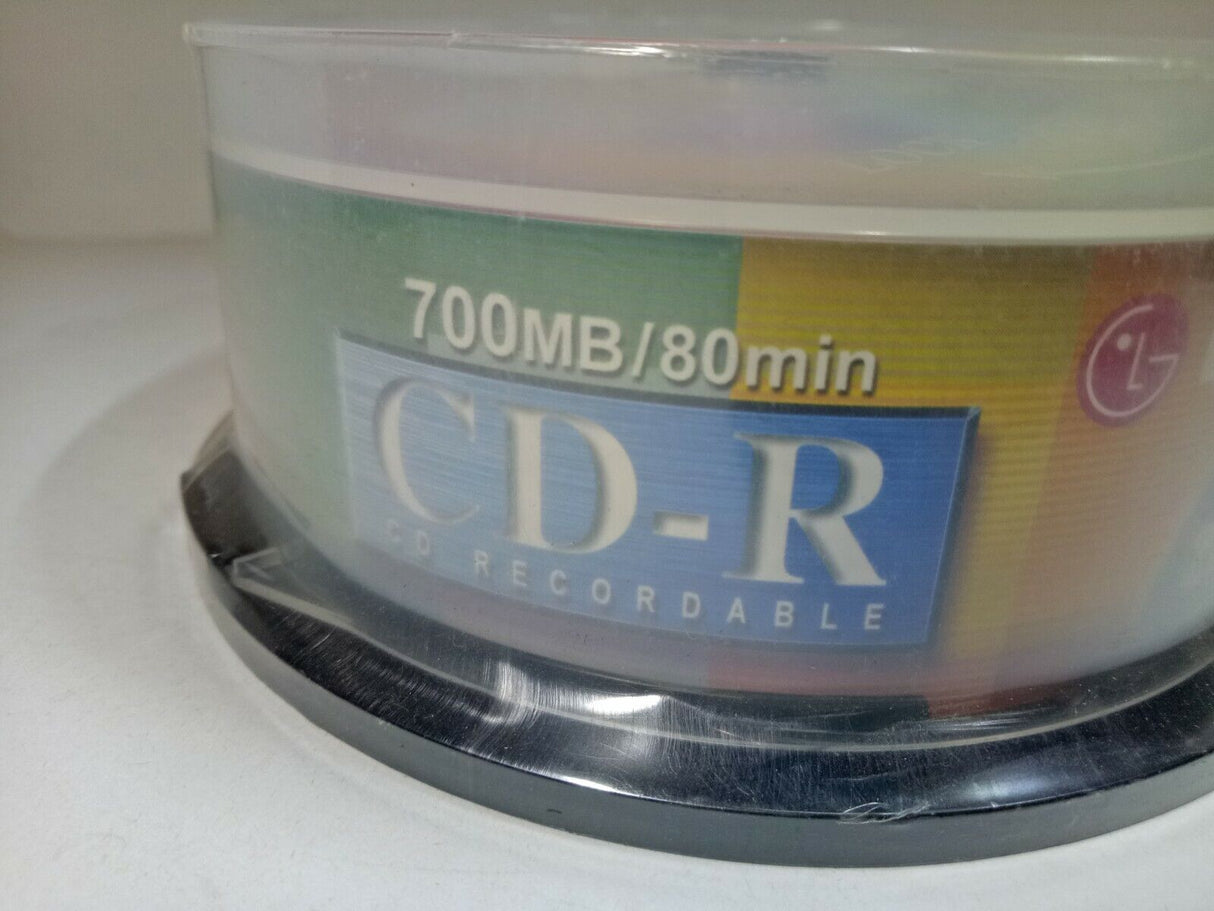 700MB/80min
CD-R
CD RECORDABLE
LG